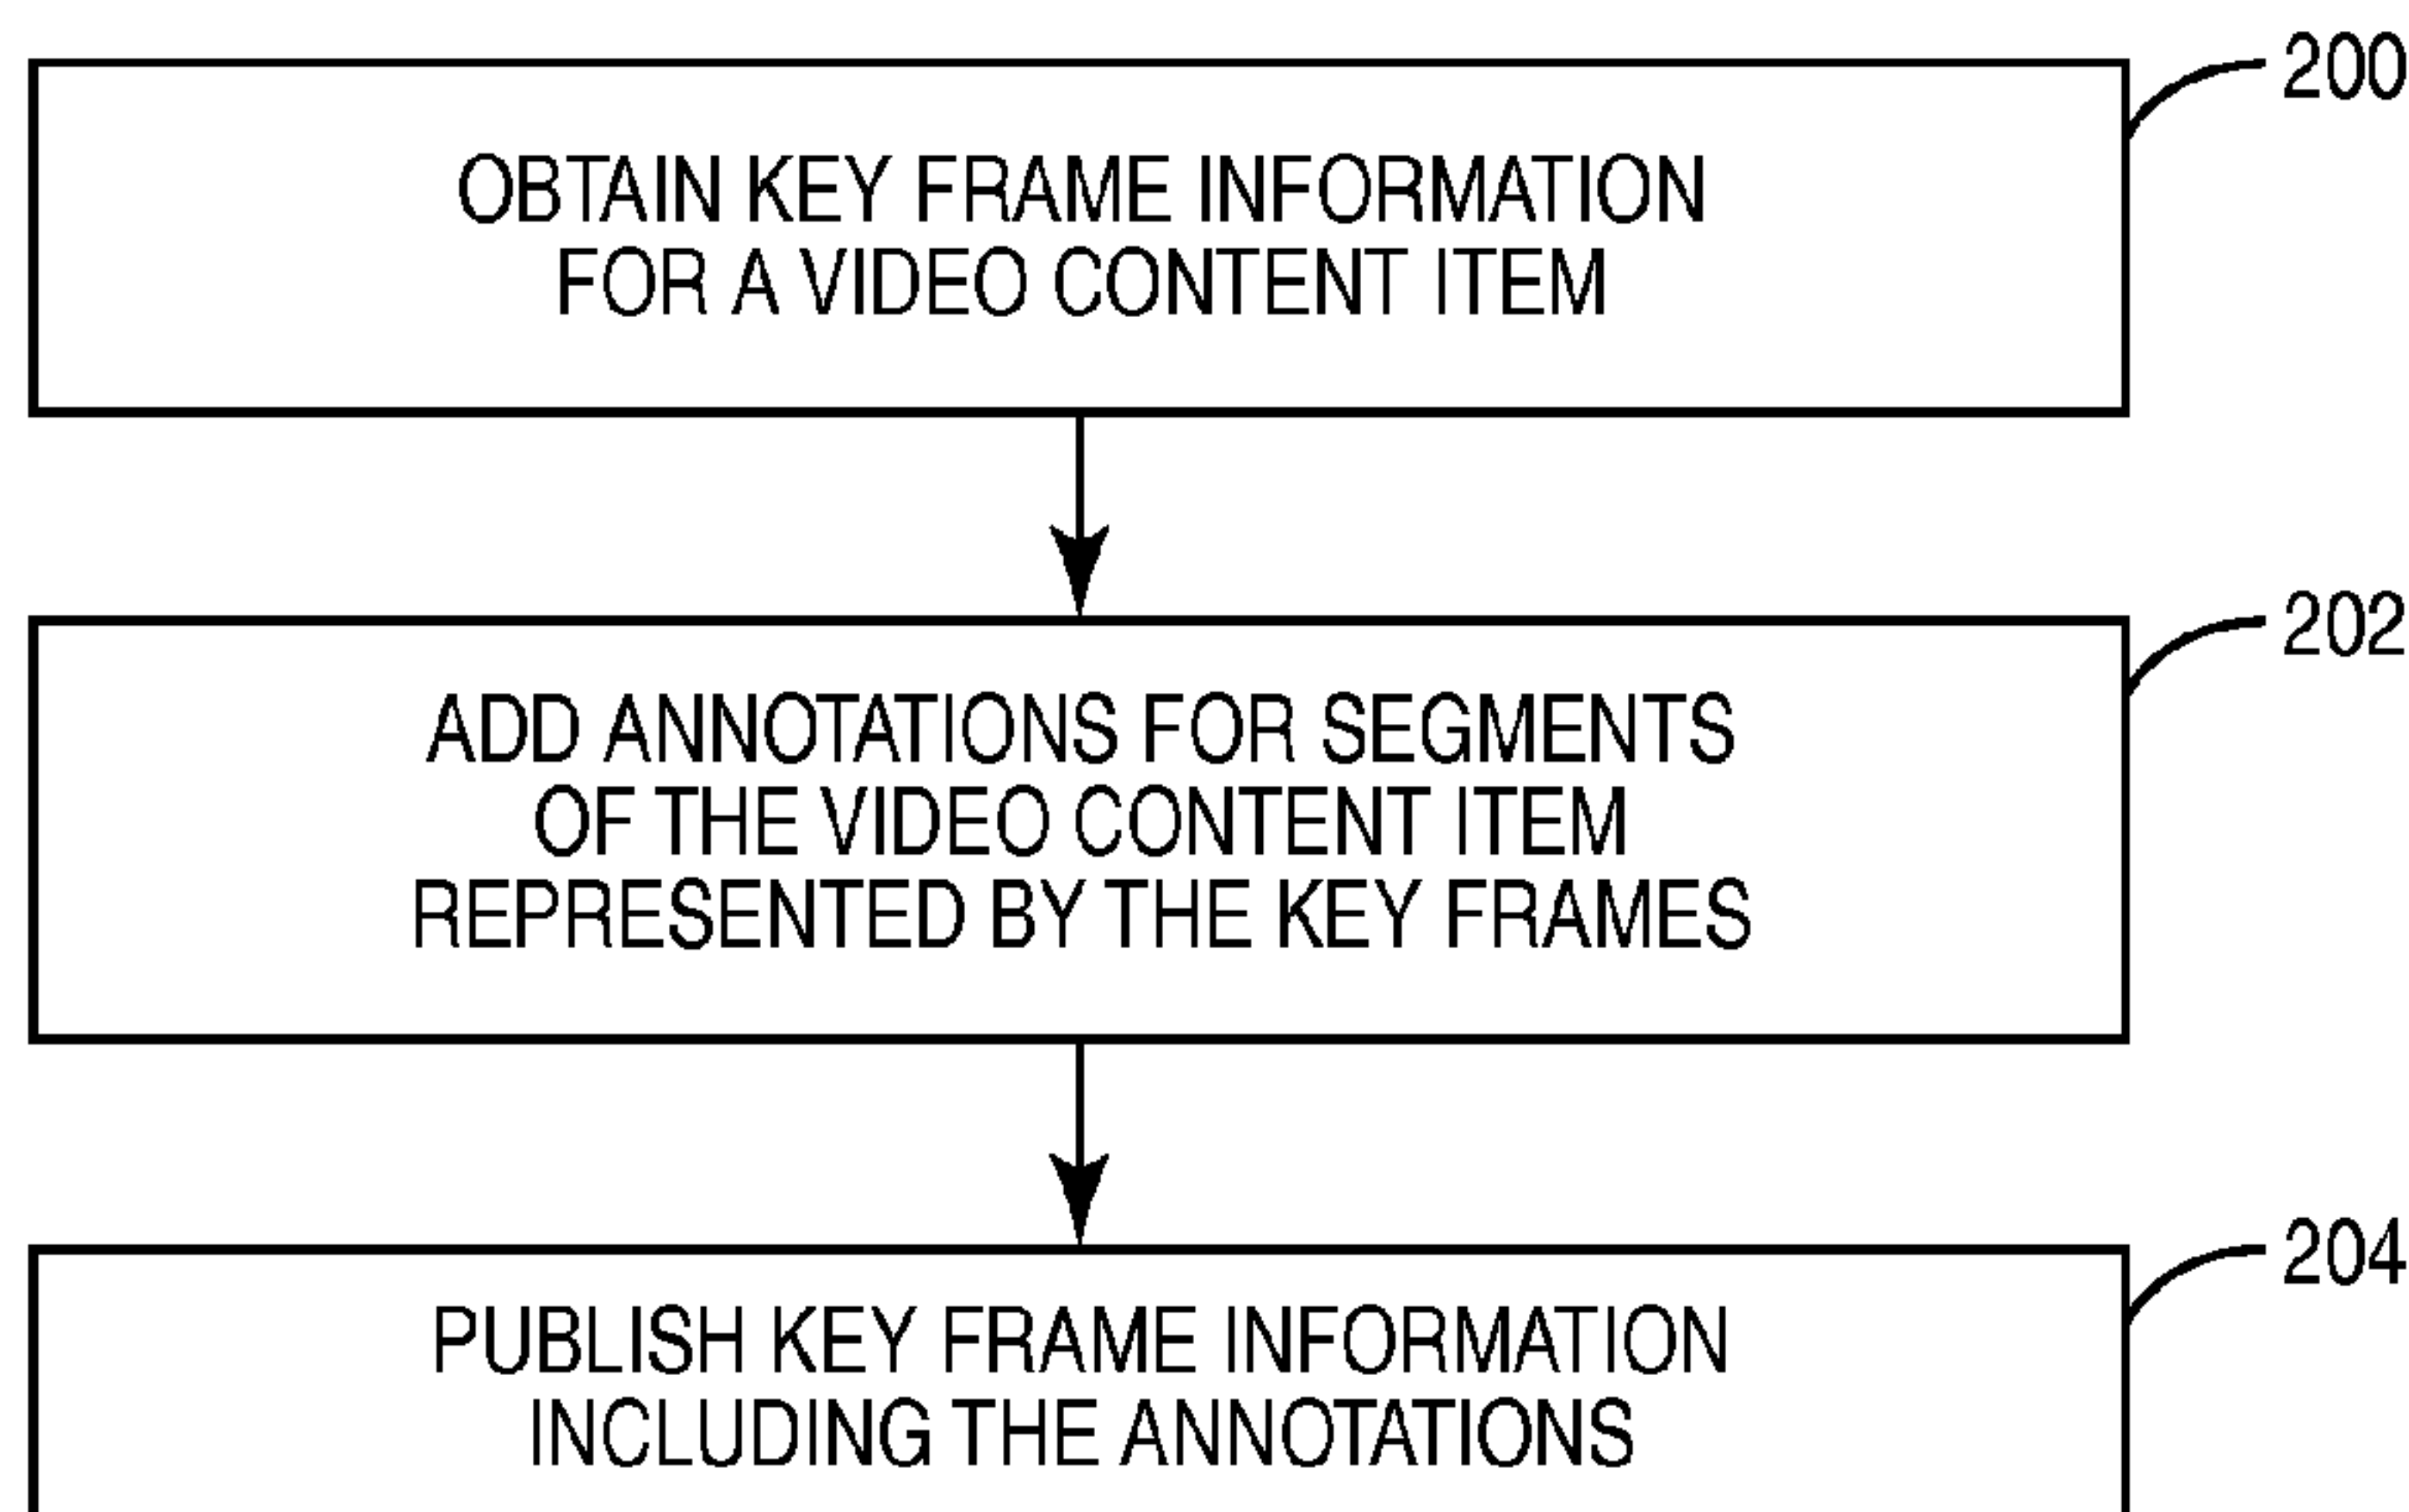 200
OBTAIN KEY FRAME INFORMATION
FOR A VIDEO CONTENT ITEM
202
ADD ANNOTATIONS FOR SEGMENTS
OF THE VIDEO CONTENT ITEM
REPRESENTED BY THE KEY FRAMES
204
PUBLISH KEY FRAME INFORMATION
INCLUDING THE ANNOTATIONS